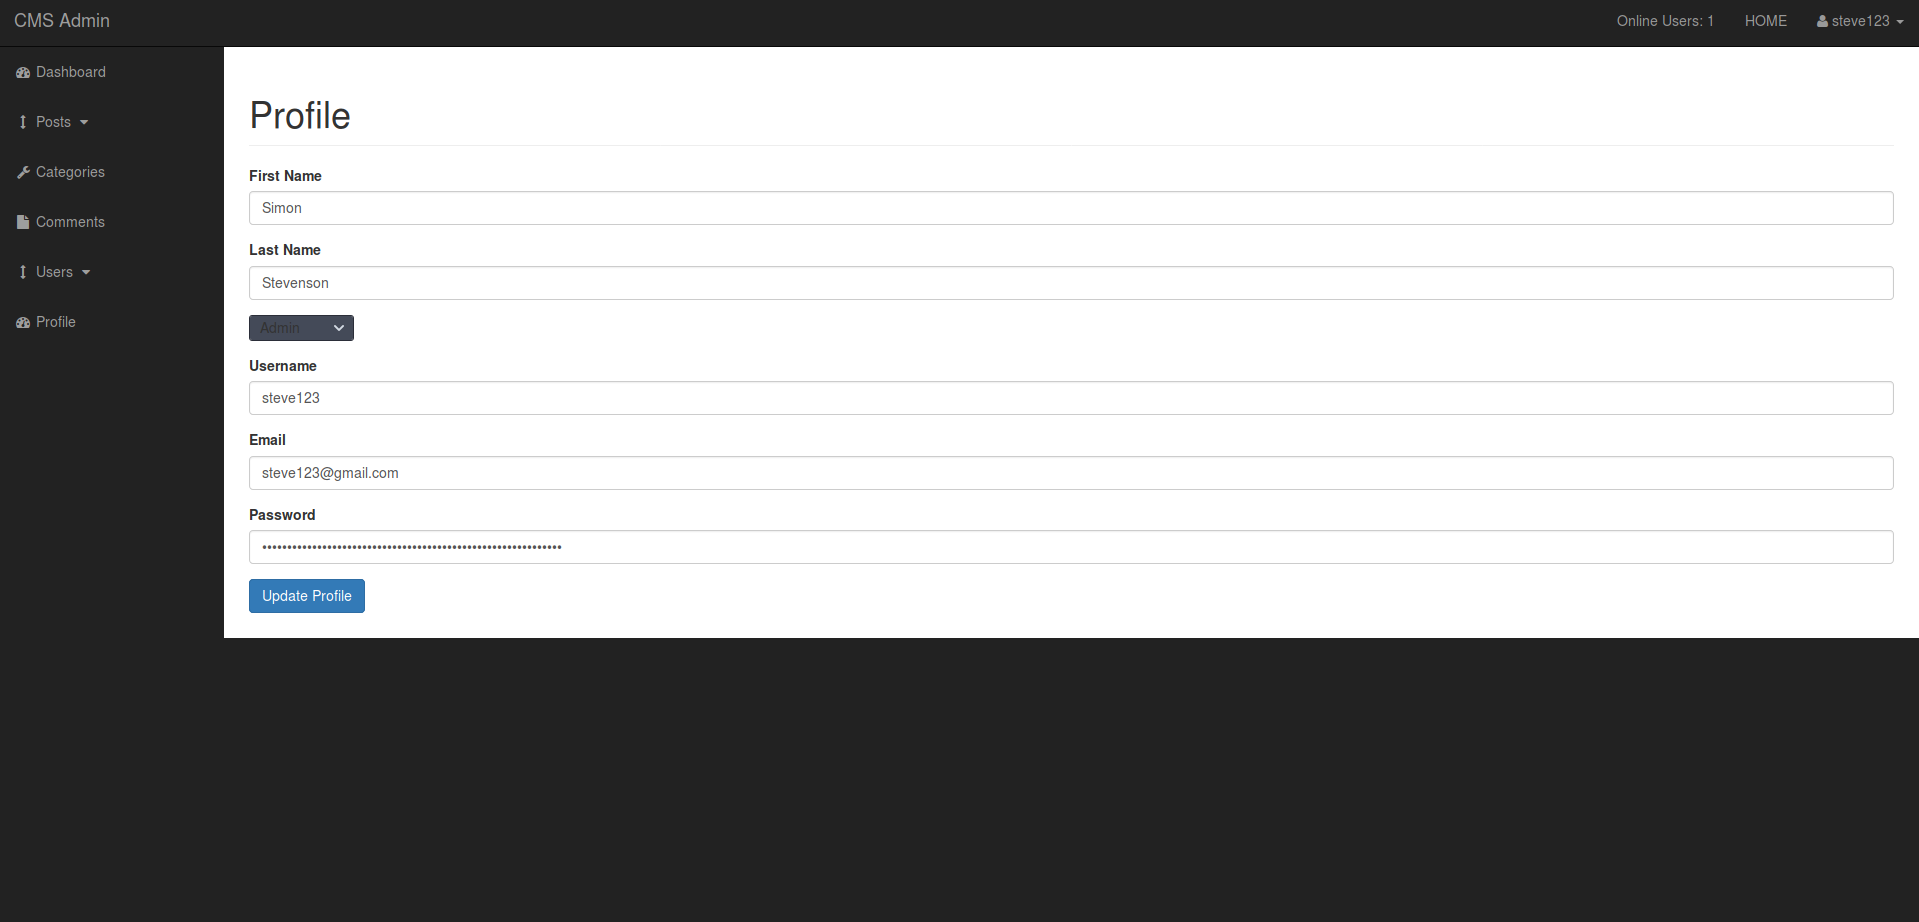 CMS Admin
Online Users: 1 HOME steve123
Dashboard
Posts
Categories
Comments
Users
Profile
Profile
First Name
Simon
Last Name
Stevenson
Admin
Username
steve123
Email
steve123@gmail.com
Password
••••••••••••••••••••••••••••••••••••••••••••••••••••••••••••
Update Profile